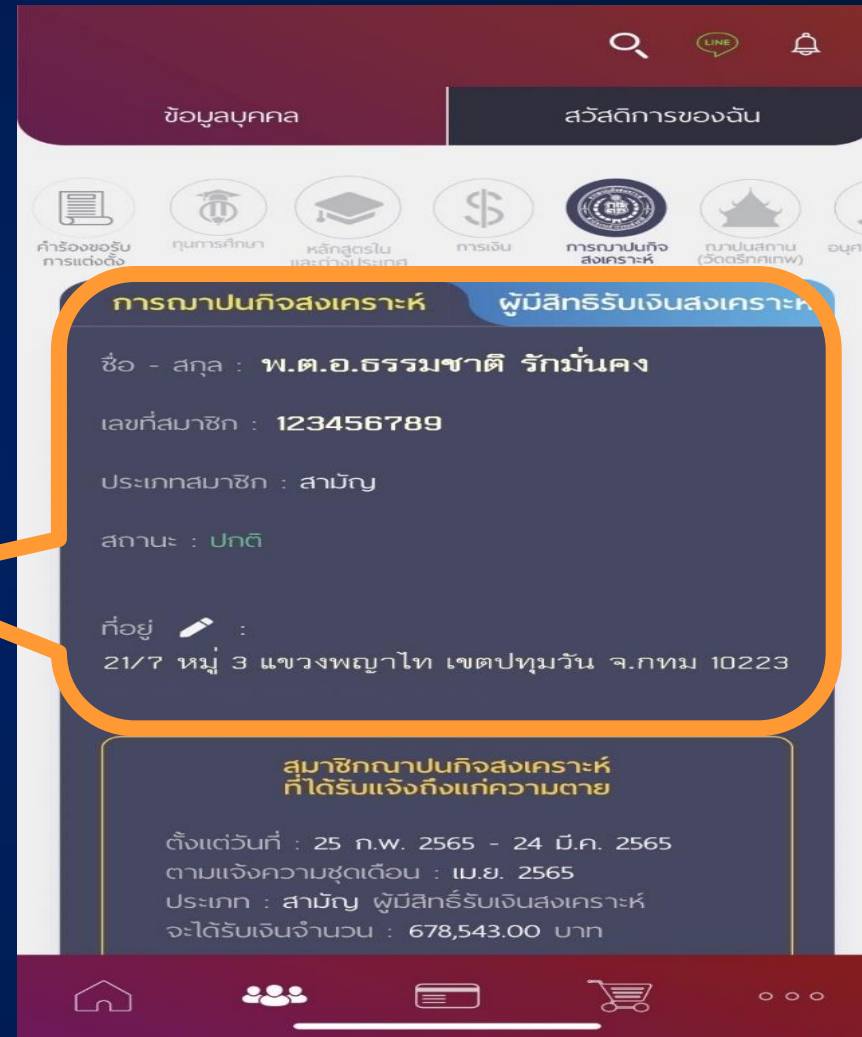 LINE
ข้อมูลบุคคล
สวัสดิการของฉัน
คำร้องขอรับ
การแต่งตั้ง
ทุนการศึกษา
หลักสูตรใน
และต่างประเทศ
การเงิน
การฌาปนกิจ
สงเคราะห์
ฌาปนสถาน
(วัดตรีทศเทพ)
การฌาปนกิจสงเคราะห์
ผู้มีสิทธิรับเงินสงเคราะห์
ชื่อ - สกุล : พ.ต.อ.ธรรมชาติ รักมั่นคง
เลขที่สมาชิก : 123456789
ประเภทสมาชิก : สามัญ
สถานะ : ปกติ
ที่อยู่ :
21/7 หมู่ 3 แขวงพญาไท เขตปทุมวัน จ.กทม 10223
สมาชิกฌาปนกิจสงเคราะห์
ที่ได้รับแจ้งถึงแก่ความตาย
ตั้งแต่วันที่ : 25 ก.พ. 2565 - 24 มี.ค. 2565
ตามแจ้งความชุดเดือน : เม.ย. 2565
ประเภท : สามัญ ผู้มีสิทธิ์รับเงินสงเคราะห์
จะได้รับเงินจำนวน : 678,543.00 บาท